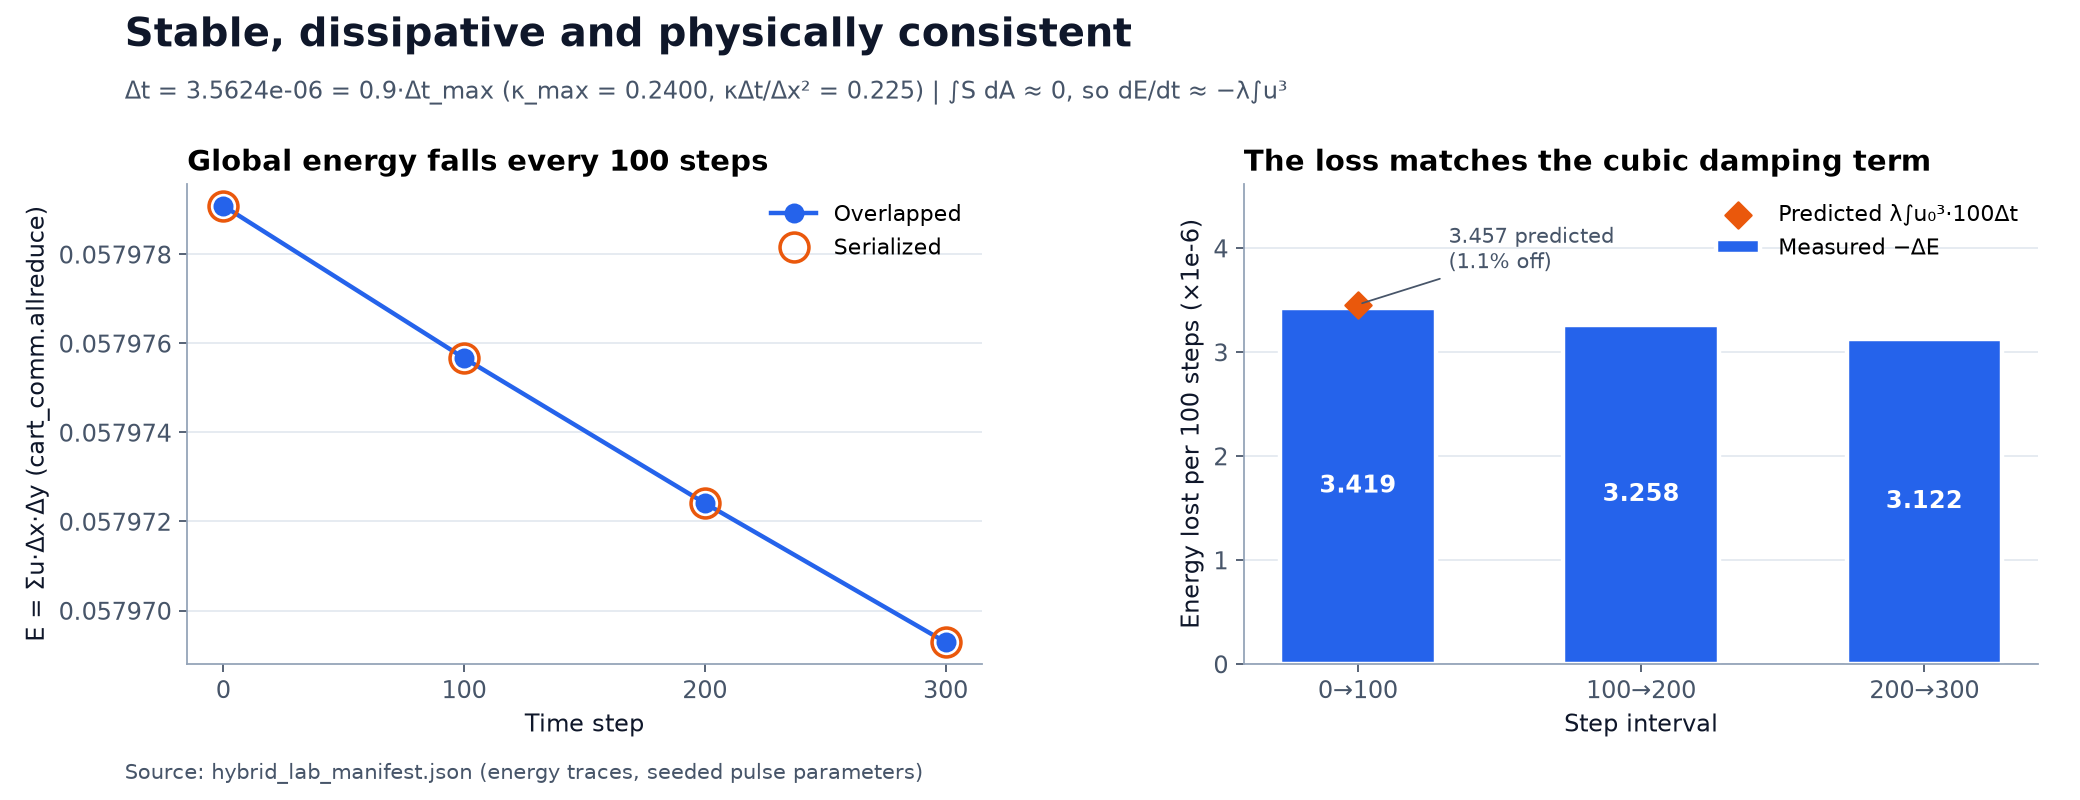 Stable, dissipative and physically consistent
Δt = 3.5624e-06 = 0.9·Δt_max (κ_max = 0.2400, κΔt/Δx² = 0.225) | ∫S dA ≈ 0, so dE/dt ≈ −λ∫u³
Global energy falls every 100 steps
E = Σu·Δx·Δy (cart_comm.allreduce)
0.057978
0.057976
0.057974
0.057972
0.057970
Overlapped
Serialized
0
100
200
300
Time step
The loss matches the cubic damping term
Energy lost per 100 steps (×1e-6)
4
3
2
1
0
Predicted λ∫u₀³·100Δt
Measured −ΔE
3.457 predicted
(1.1% off)
3.419
3.258
3.122
0→100
100→200
200→300
Step interval
Source: hybrid_lab_manifest.json (energy traces, seeded pulse parameters)